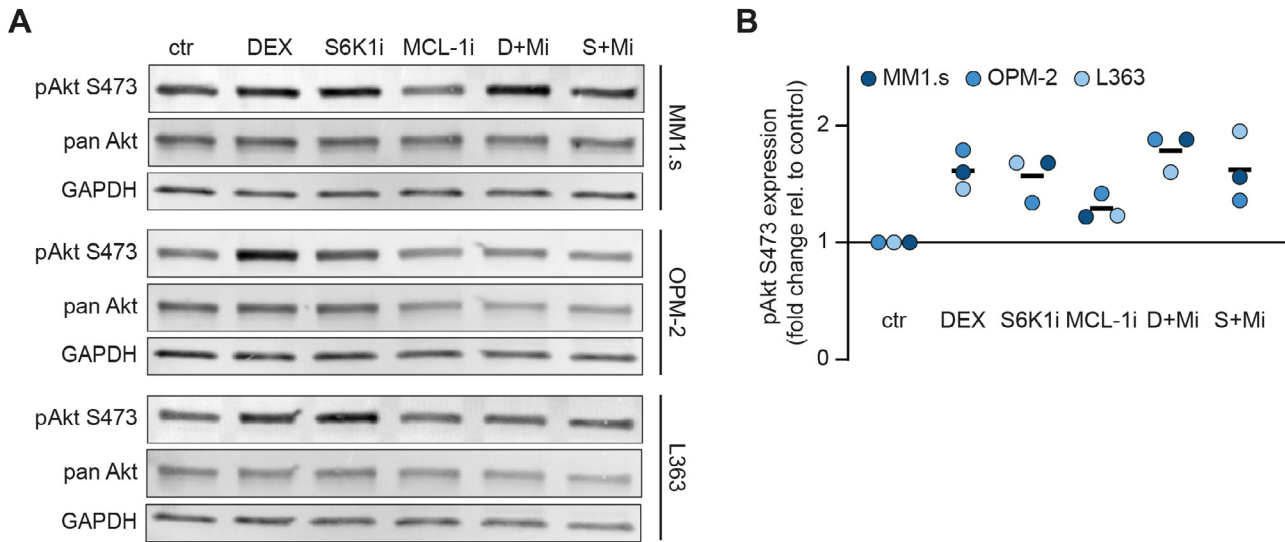 A
ctr DEX S6K1i MCL-1i D+Mi S+Mi
pAkt S473
pan Akt
GAPDH
MM1.s
pAkt S473
pan Akt
GAPDH
OPM-2
pAkt S473
pan Akt
GAPDH
L363
B
MM1.s OPM-2 L363
pAkt S473 expression
(fold change rel. to control)
2
1
0
ctr DEX S6K1i MCL-1i D+Mi S+Mi